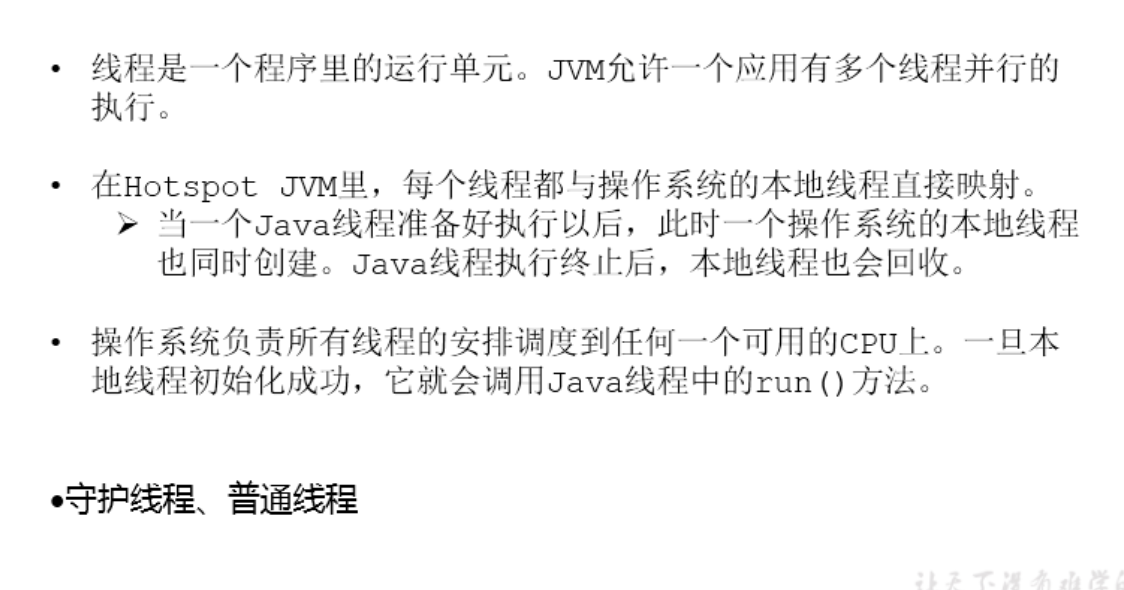 • 线程是一个程序里的运行单元。JVM允许一个应用有多个线程并行的
执行。
• 在Hotspot JVM里，每个线程都与操作系统的本地线程直接映射。
➢ 当一个Java线程准备好执行以后，此时一个操作系统的本地线程
也同时创建。Java线程执行终止后，本地线程也会回收。
• 操作系统负责所有线程的安排调度到任何一个可用的CPU上。一旦本
地线程初始化成功，它就会调用Java线程中的run()方法。
•守护线程、普通线程
让天下没有难学的